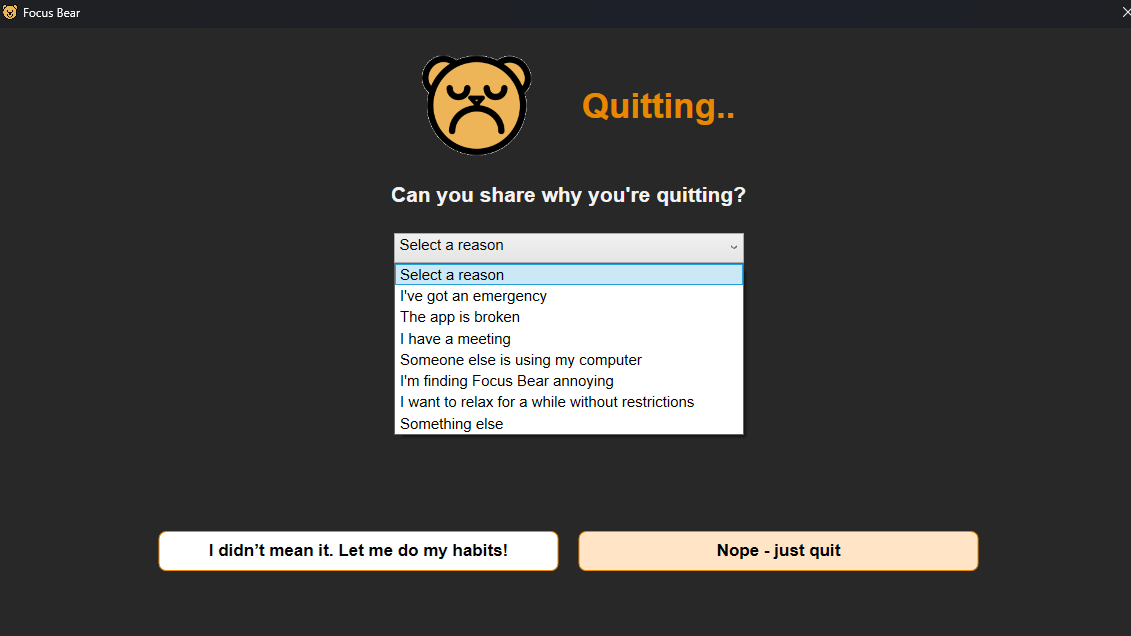 Focus Bear
Quitting..
Can you share why you're quitting?
Select a reason
Select a reason
I've got an emergency
The app is broken
I have a meeting
Someone else is using my computer
I'm finding Focus Bear annoying
I want to relax for a while without restrictions
Something else
I didn’t mean it. Let me do my habits!
Nope - just quit